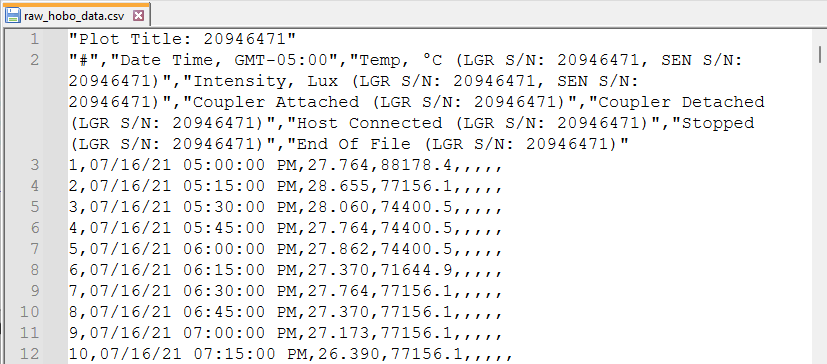 raw_hobo_data.csv
1 "Plot Title: 20946471"
2 "#","Date Time, GMT-05:00","Temp, °C (LGR S/N: 20946471, SEN S/N:
20946471)","Intensity, Lux (LGR S/N: 20946471, SEN S/N:
20946471)","Coupler Attached (LGR S/N: 20946471)","Coupler Detached
(LGR S/N: 20946471)","Host Connected (LGR S/N: 20946471)","Stopped
(LGR S/N: 20946471)","End Of File (LGR S/N: 20946471)"
3 1,07/16/21 05:00:00 PM,27.764,88178.4,,,,,
4 2,07/16/21 05:15:00 PM,28.655,77156.1,,,,,
5 3,07/16/21 05:30:00 PM,28.060,74400.5,,,,,
6 4,07/16/21 05:45:00 PM,27.764,74400.5,,,,,
7 5,07/16/21 06:00:00 PM,27.862,74400.5,,,,,
8 6,07/16/21 06:15:00 PM,27.370,71644.9,,,,,
9 7,07/16/21 06:30:00 PM,27.764,77156.1,,,,,
10 8,07/16/21 06:45:00 PM,27.370,77156.1,,,,,
11 9,07/16/21 07:00:00 PM,27.173,77156.1,,,,,
12 10,07/16/21 07:15:00 PM,26.390,77156.1,,,,,